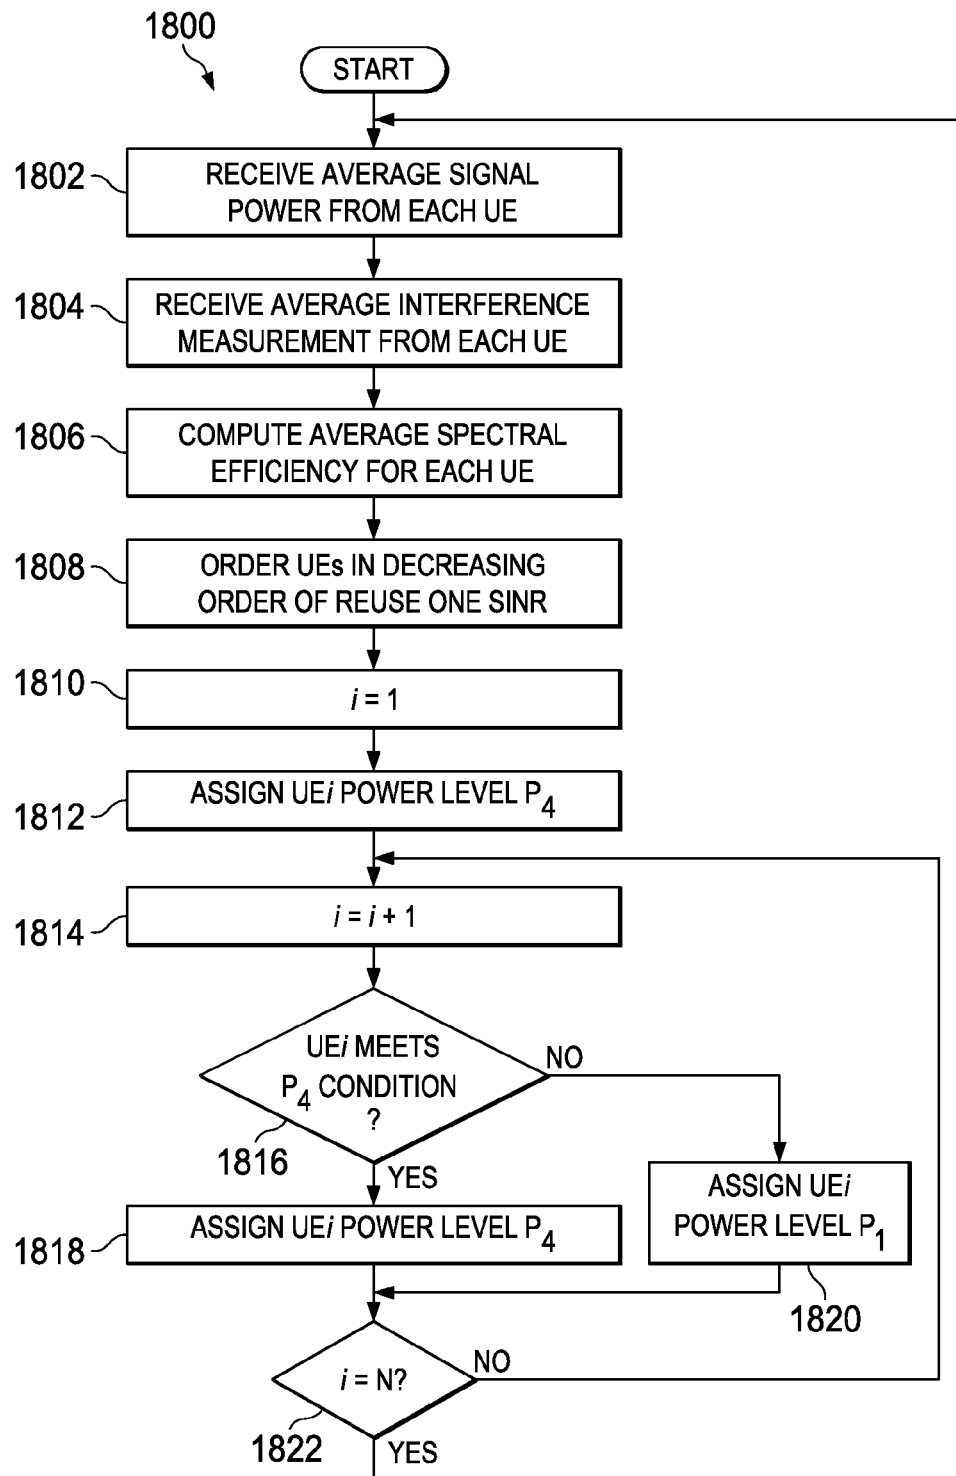 1800
START
1802
RECEIVE AVERAGE SIGNAL
POWER FROM EACH UE
1804
RECEIVE AVERAGE INTERFERENCE
MEASUREMENT FROM EACH UE
1806
COMPUTE AVERAGE SPECTRAL
EFFICIENCY FOR EACH UE
1808
ORDER UEs IN DECREASING
ORDER OF REUSE ONE SINR
1810
i = 1
1812
ASSIGN UEi POWER LEVEL P4
1814
i = i + 1
UEi MEETS
P4 CONDITION
?
NO
1816
YES
1818
ASSIGN UEi POWER LEVEL P4
ASSIGN UEi
POWER LEVEL P1
1820
i = N?
NO
1822
YES